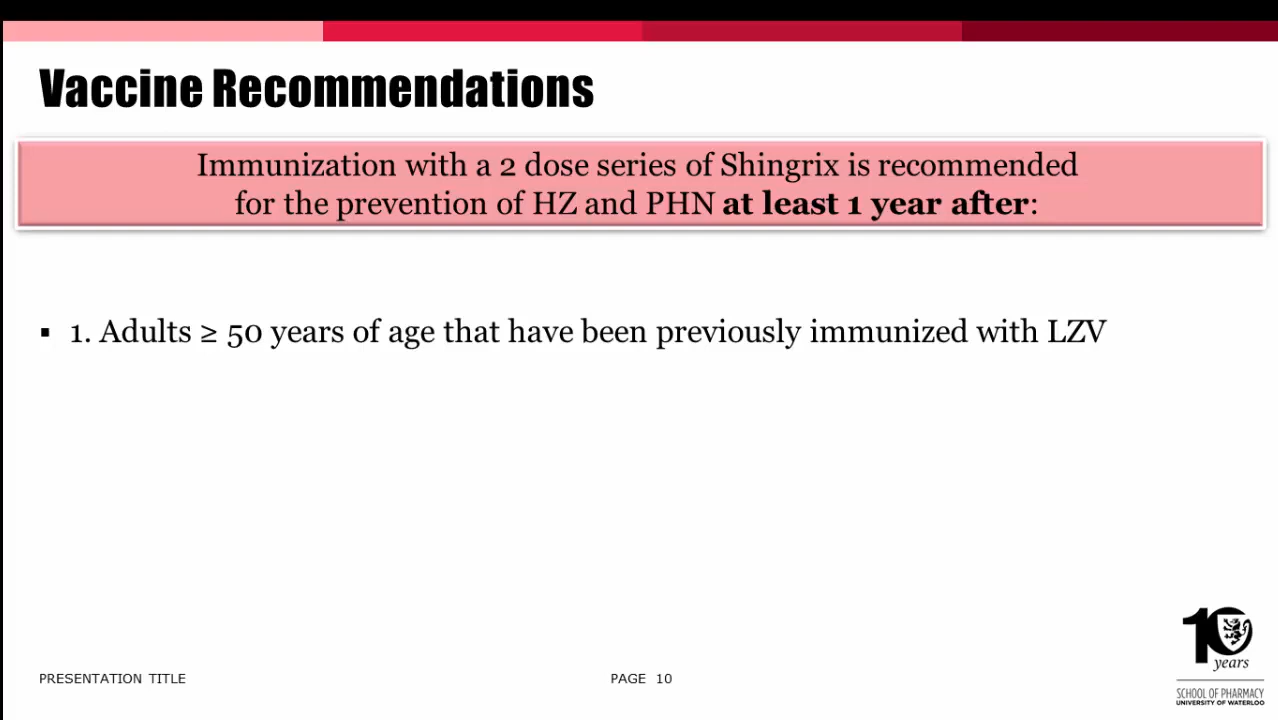 Vaccine Recommendations
Immunization with a 2 dose series of Shingrix is recommended
for the prevention of HZ and PHN at least 1 year after:
▪ 1. Adults ≥ 50 years of age that have been previously immunized with LZV
10
years
SCHOOL OF PHARMACY
UNIVERSITY OF WATERLOO
PRESENTATION TITLE
PAGE 10